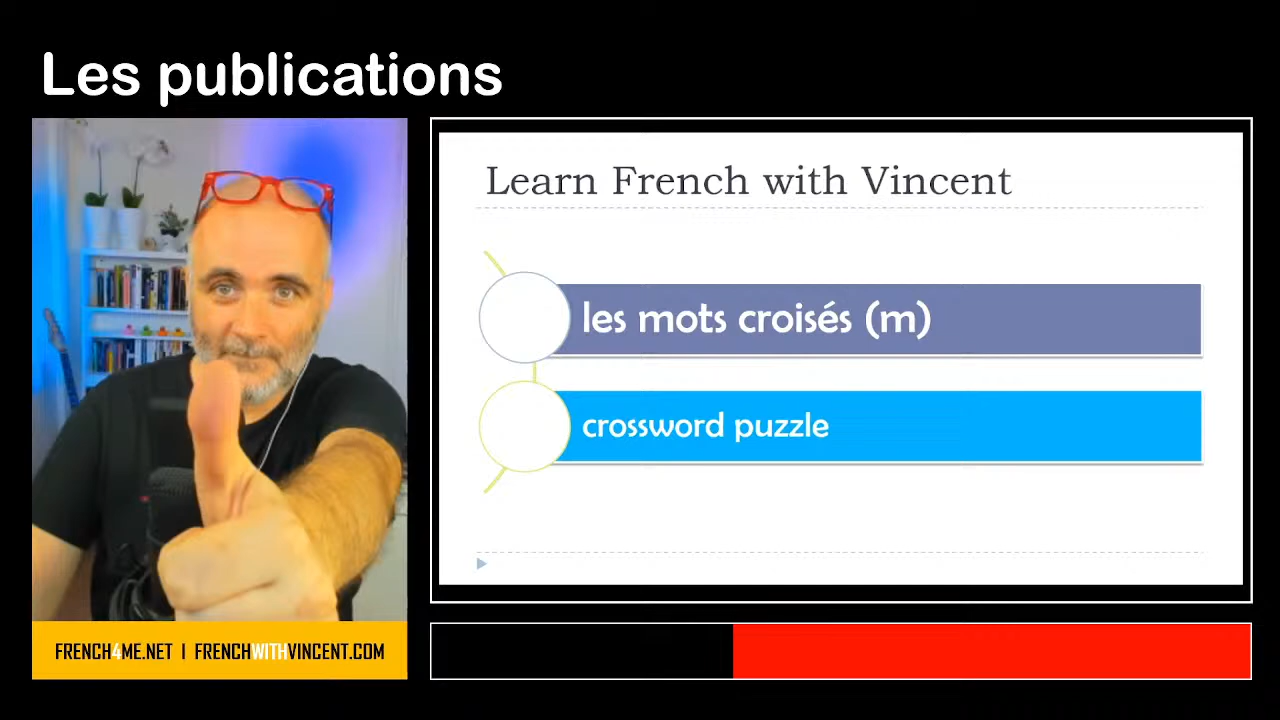 Les publications
Learn French with Vincent
les mots croisés (m)
crossword puzzle
FRENCH4ME.NET I FRENCHWITHVINCENT.COM